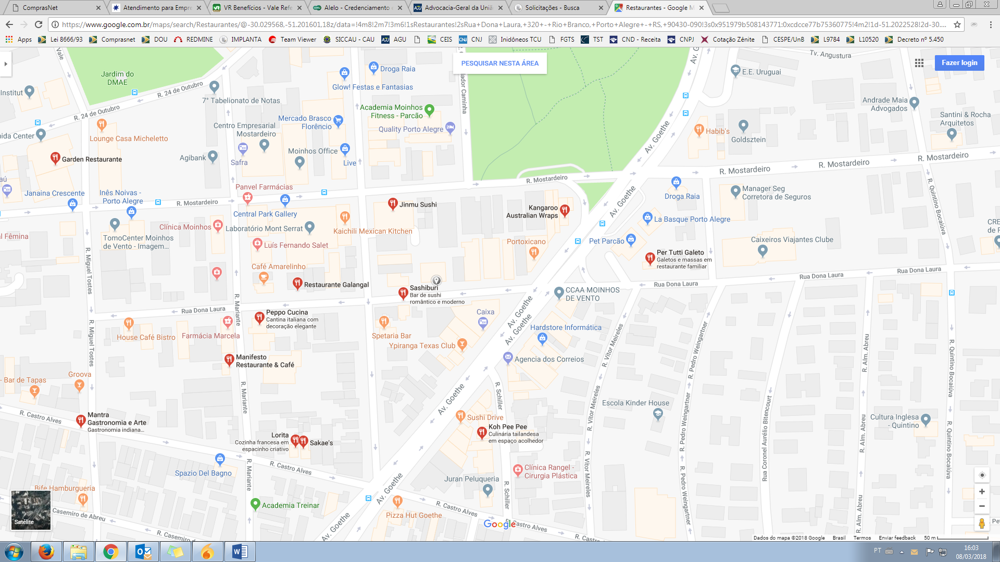 ComprasNet
Atendimento para Empre
VR Benefícios - Vale Refe
Alelo - Credenciamento e
Advocacia-Geral da Uniã
Solicitações - Busca
Restaurantes - Google M
https://www.google.com.br/maps/search/Restaurantes/@-30.029568,-51.201601,18z/data=!4m8!2m7!3m6!1sRestaurantes!2sRua+Dona+Laura,+320+-+Rio+Branco,+Porto+Alegre+-+RS,+90430-090!3s0x951979b508143771:0xcdcce77b75360775!4m2!1d-51.2022528!2d-30....
Apps
Lei 8666/93
Comprasnet
DOU
REDMINE
IMPLANTA
Team Viewer
SICCAU - CAU
AGU
CEIS
CNJ
Inidôneos TCU
FGTS
TST
CND - Receita
CNPJ
Cotação Zênite
CESPE/UnB
L9784
L10520
Decreto nº 5.450
PESQUISAR NESTA ÁREA
Fazer login
Vale
Jardim do
DMAE
Droga Raia
Glow! Festas e Fantasias
Tv. Angustura
E.E. Uruguai
Av. G
Institut
R. 24 de Outubro
7° Tabelionato de Notas
ador Caminha
Andrade Maia
Advogados
R. 24 de Outubro
Academia Moinhos
Fitness - Parcão
Santini & Rocha
Arquitetos
Mercado Brasco
Florêncio
Quality Porto Alegre
Centro Empresarial
Mostardeiro
nida Center
Lounge Casa Micheletto
Habib's
Goldsztein
Av. Goethe
Moinhos Office
Agibank
Safra
Live
Garden Restaurante
R. Mostardeiro
R. Mostardeiro
R. Mostardeiro
R. Mostardeiro
aú
Panvel Farmácias
Janaina Crescente
Inês Noivas -
Porto Alegre
R. Mostardeiro
Jinmu Sushi
Kangaroo
Australian Wraps
Av. Goethe
Droga Raia
Manager Seg
Corretora de Seguros
R. Quintino Bocaiúva
Central Park Gallery
La Basque Porto Alegre
Clínica Moinhos
Laboratório Mont Serrat
Kaichili Mexican Kitchen
CRE
de F
al Fêmina
TomoCenter Moinhos
de Vento - Imagem...
Luís Fernando Salet
Portoxicano
Pet Parcão
Caixeiros Viajantes Clube
R. Miguel Tostes
Per Tutti Galeto
Galetos e massas em
restaurante familiar
Café Amarelinho
Rua Dona Laura
Rua Dona Laura
Rua Dona Laura
Restaurante Galangal
Sashiburi
Bar de sushi
romântico e moderno
CCAA MOINHOS
DE VENTO
R. Mariante
Rua Dona Laura
Peppo Cucina
Cantina italiana com
decoração elegante
Caixa
Av. Goethe
Av. Goethe
R. Miguel Tostes
House Café Bistro
Farmácia Marcela
Spetaria Bar
Ypiranga Texas Club
Hardstore Informática
R. Vítor Meireles
R. Pedro Weingartner
R. Alm. Abreu
R. Quintino Bocaiúva
Manifesto
Restaurante & Café
Agencia dos Correios
Groova
- Bar de Tapas
R. Mariante
Av. Goethe
R. Schiller
R. Vítor Meireles
Escola Kinder House
R. Pedro Weingartner
Rua Coronel Aurélio Bitencourt
R. Castro Alves
Mantra
Gastronomia e Arte
Gastronomia indiana...
Sushi Drive
Koh Pee Pee
Culinária tailandesa
em espaço acolhedor
Cultura Inglesa
- Quintino
R. Alm. Abreu
R. Quintino Bocaiúva
Lorita
Cozinha francesa em
espacinho criativo
Sakae's
R. Castro Alves
Spazio Del Bagno
R. Mariante
Clínica Rangel -
Cirurgia Plástica
R. Vítor Meireles
Juran Peluqueria
R. Schiller
R. Pedro Weingartner
R. Alm. Abreu
Bife Hamburgueria
Av. Goethe
Academia Treinar
Pizza Hut Goethe
R. Castro Alves
R. Castro Alves
Casemiro de Abreu
R. Casemiro
Av. Goethe
Satélite
Google
Pe
Dados do mapa ©2018 Google
Brasil
Termos
Enviar feedback
50 m
PT
16:03
08/03/2018